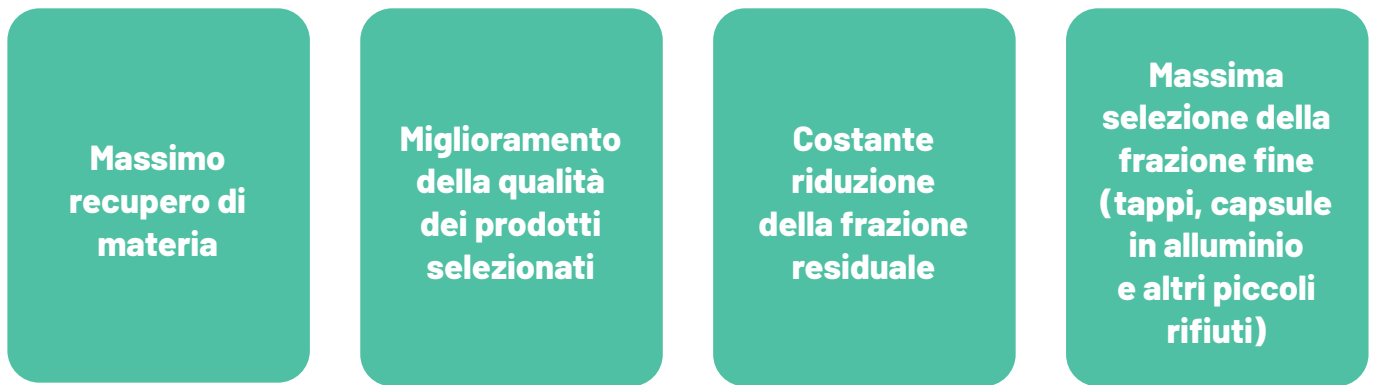 Massimo
recupero di
materia
Miglioramento
della qualità
dei prodotti
selezionati
Costante
riduzione
della frazione
residuale
Massima
selezione della
frazione fine
(tappi, capsule
in alluminio
e altri piccoli
rifiuti)